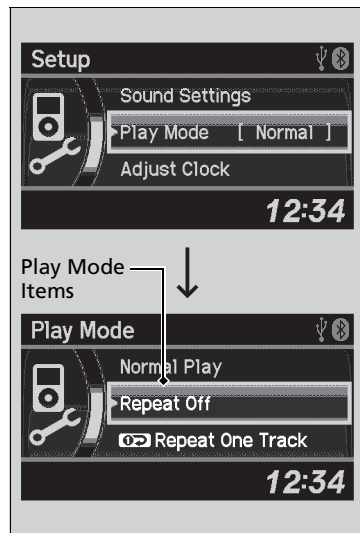 Setup
Sound Settings
Play Mode [ Normal ]
Adjust Clock
12:34
Play Mode
Items
Play Mode
Normal Play
Repeat Off
Repeat One Track
12:34